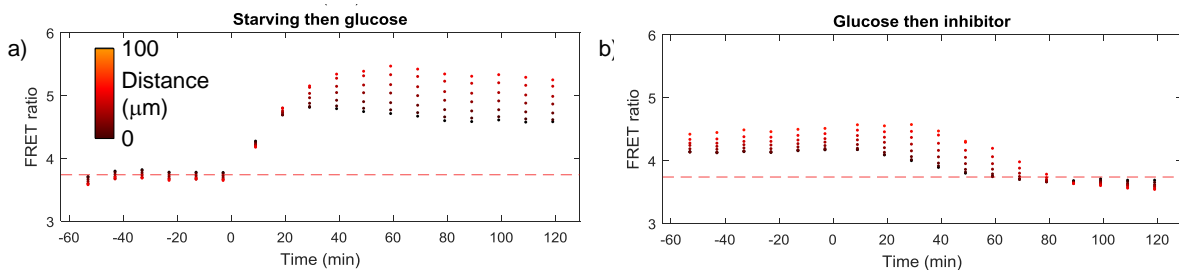 Starving then glucose
a)
6
5
4
3
FRET ratio
100
Distance
(μm)
0
-60 -40 -20 0 20 40 60 80 100 120
Time (min)
Glucose then inhibitor
b)
6
5
4
3
FRET ratio
-60 -40 -20 0 20 40 60 80 100 120
Time (min)